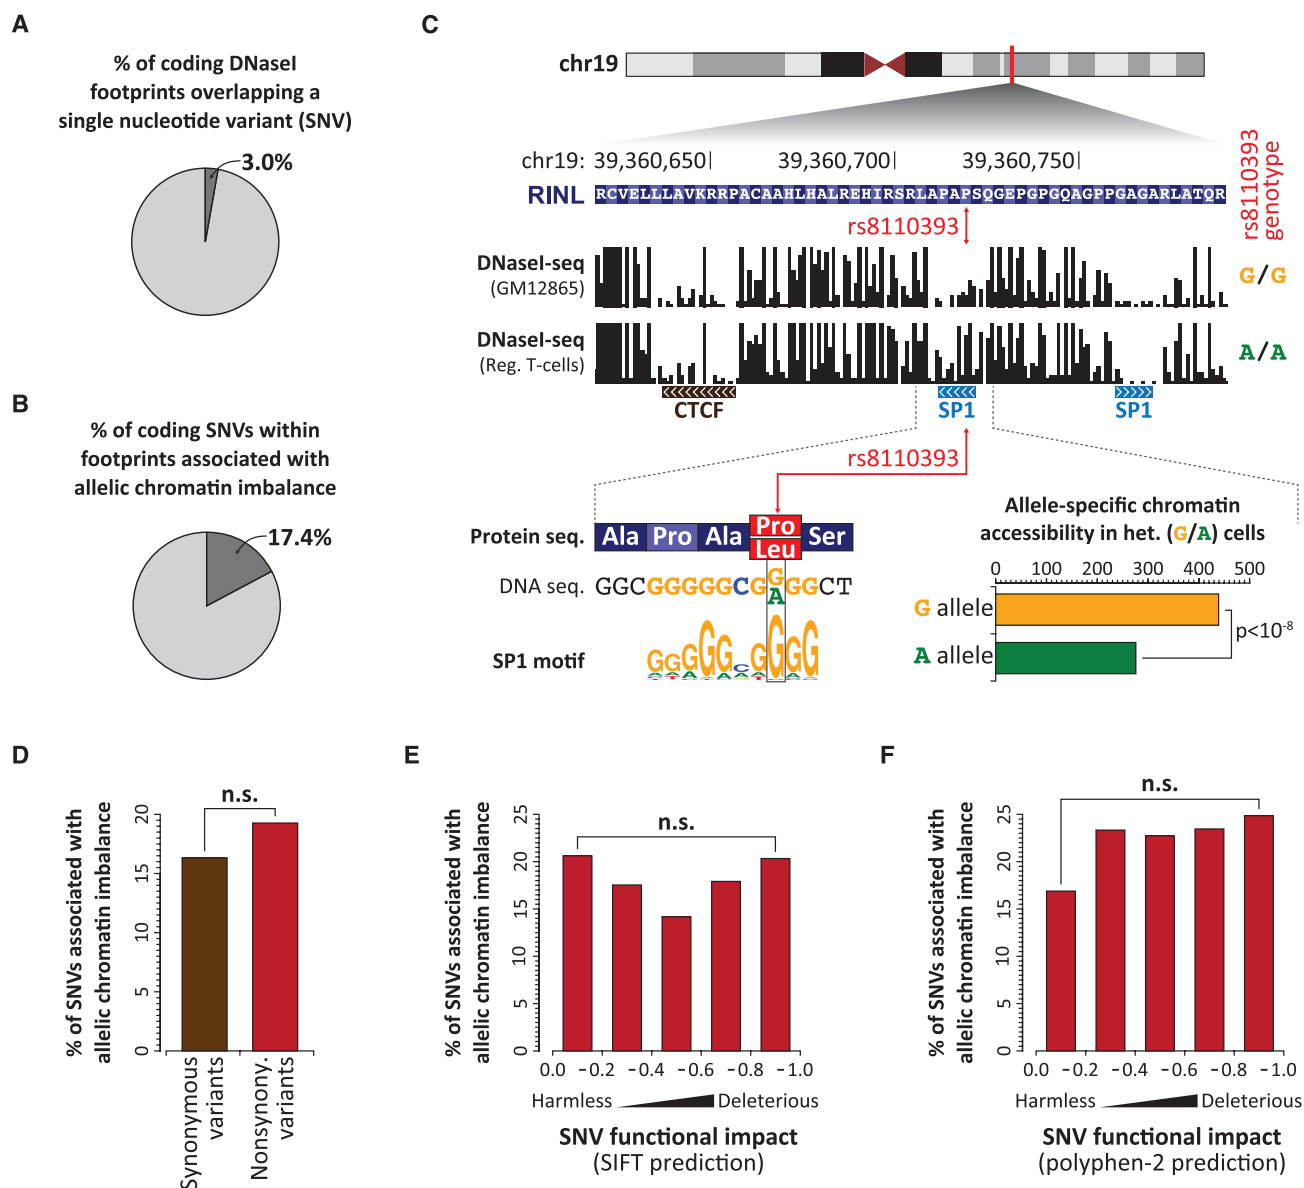 A
% of coding DNaseI
footprints overlapping a
single nucleotide variant (SNV)
3.0%
B
% of coding SNVs within
footprints associated with
allelic chromatin imbalance
17.4%
C
chr19
chr19: 39,360,650| 39,360,700| 39,360,750|
RINL RCVELLLAVKRRPACAAHLHALREHIRSRLAPAPSQGEPGPGQAGPPGAGARLATQR
rs8110393
genotype
rs8110393
DNaseI-seq
(GM12865)
G/G
DNaseI-seq
(Reg. T-cells)
A/A
CTCF SP1 SP1
rs8110393
Protein seq. Ala Pro Ala Pro Ser
Leu
DNA seq. GGCGGGGGCGGGGCT
A
SP1 motif
GGGGGCGGGG
Allele-specific chromatin
accessibility in het. (G/A) cells
0 100 200 300 400 500
G allele
A allele
p<10-8
D
% of SNVs associated with
allelic chromatin imbalance
0 5 10 15 20
n.s.
Synonymous
variants
Nonsynony.
variants
E
% of SNVs associated with
allelic chromatin imbalance
0 5 10 15 20 25
n.s.
0.0 -0.2 -0.4 -0.6 -0.8 -1.0
Harmless Deleterious
SNV functional impact
(SIFT prediction)
F
% of SNVs associated with
allelic chromatin imbalance
0 5 10 15 20 25
n.s.
0.0 -0.2 -0.4 -0.6 -0.8 -1.0
Harmless Deleterious
SNV functional impact
(polyphen-2 prediction)